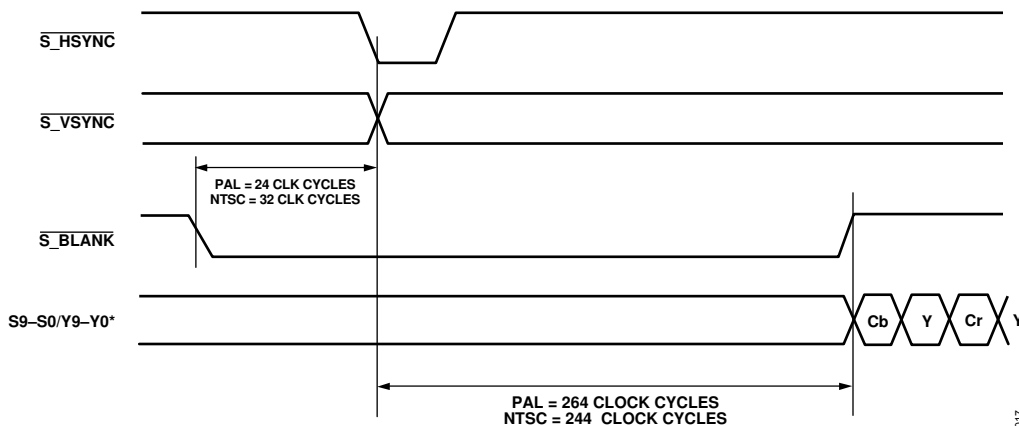 S_HSYNC
S_VSYNC
PAL = 24 CLK CYCLES
NTSC = 32 CLK CYCLES
S_BLANK
S9–S0/Y9–Y0*
Cb Y Cr Y
PAL = 264 CLOCK CYCLES
NTSC = 244 CLOCK CYCLES